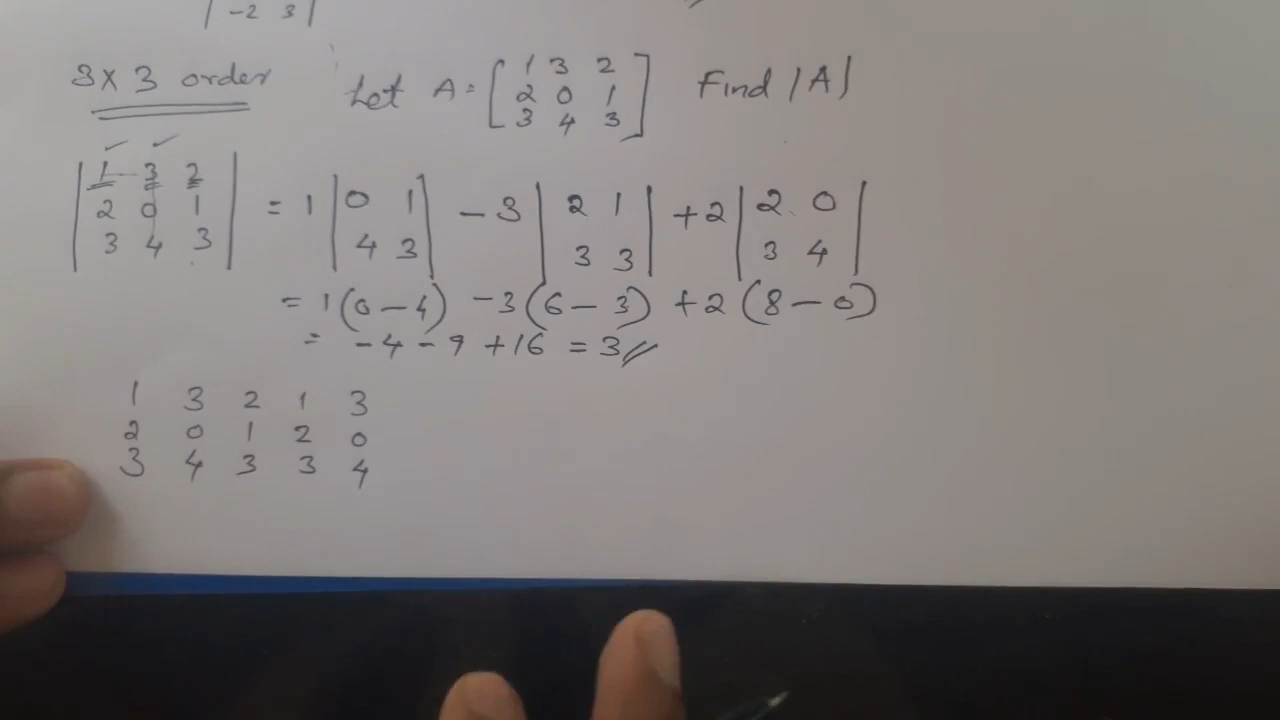 | -2 3 |
3x3 order Let A = [ 1 3 2 Find |A|
2 0 1
3 4 3 ]
| 1 3 2
2 0 1
3 4 3 | = 1 | 0 1 | - 3 | 2 1 | + 2 | 2 0 |
4 3 3 3 3 4
= 1 (0 - 4) - 3 (6 - 3) + 2 (8 - 0)
= -4 - 9 + 16 = 3 //
1 3 2 1 3
2 0 1 2 0
3 4 3 3 4